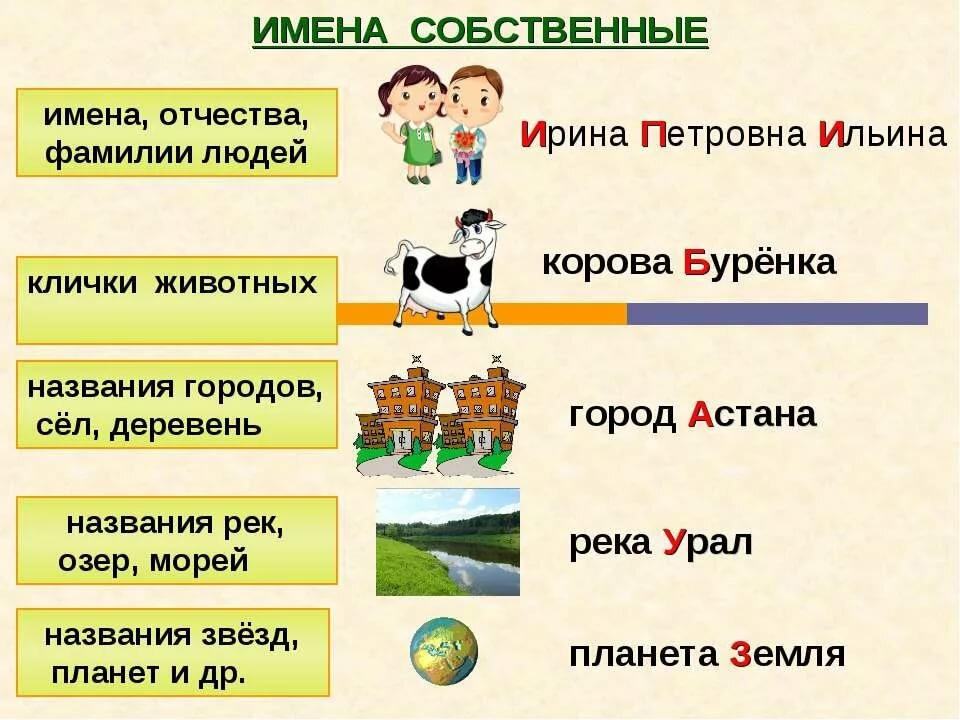 ИМЕНА СОБСТВЕННЫЕ
имена, отчества,
фамилии людей
Ирина Петровна Ильина
клички животных
корова Бурёнка
названия городов,
сёл, деревень
город Астана
названия рек,
озер, морей
река Урал
названия звёзд,
планет и др.
планета Земля